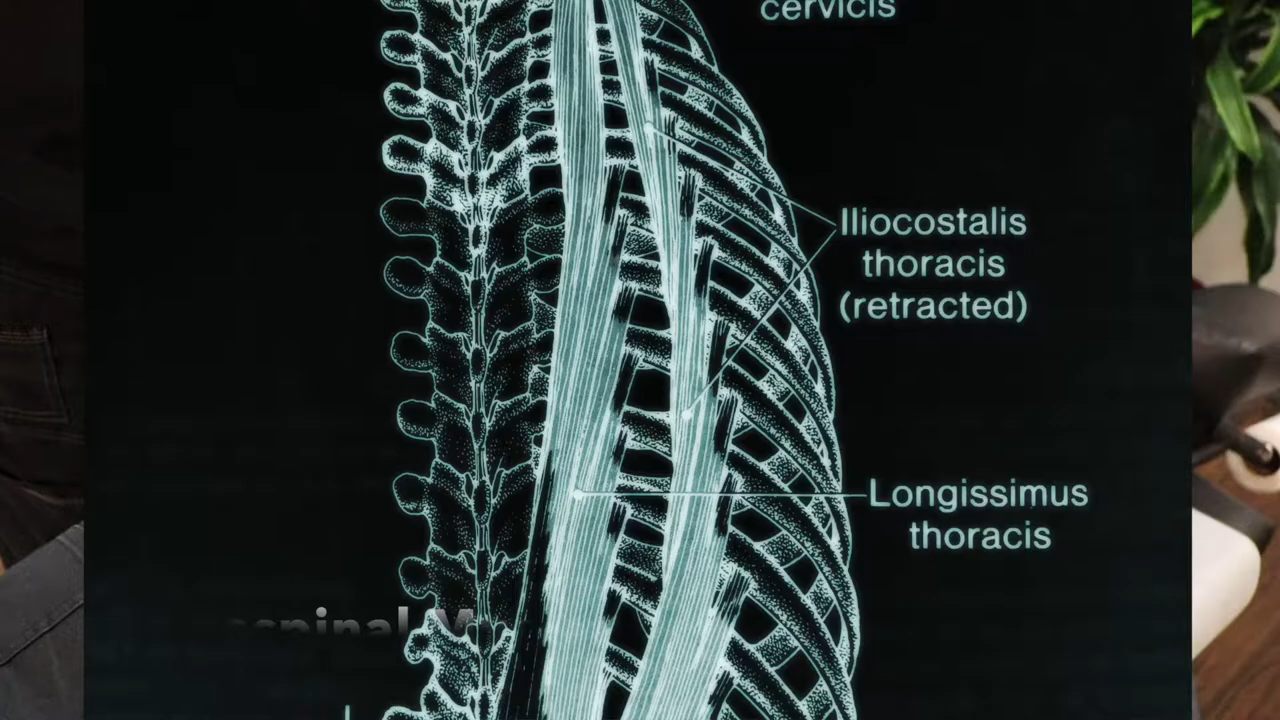 cervicis
Iliocostalis
thoracis
(retracted)
Longissimus
thoracis